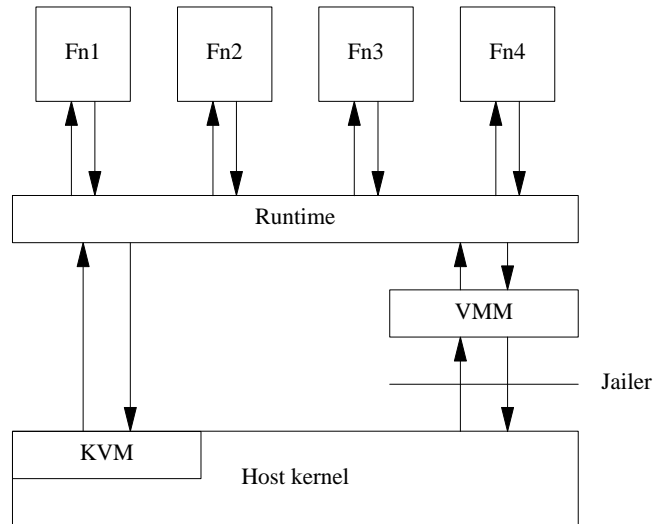 Fn1
Fn2
Fn3
Fn4
Runtime
VMM
Jailer
KVM
Host kernel